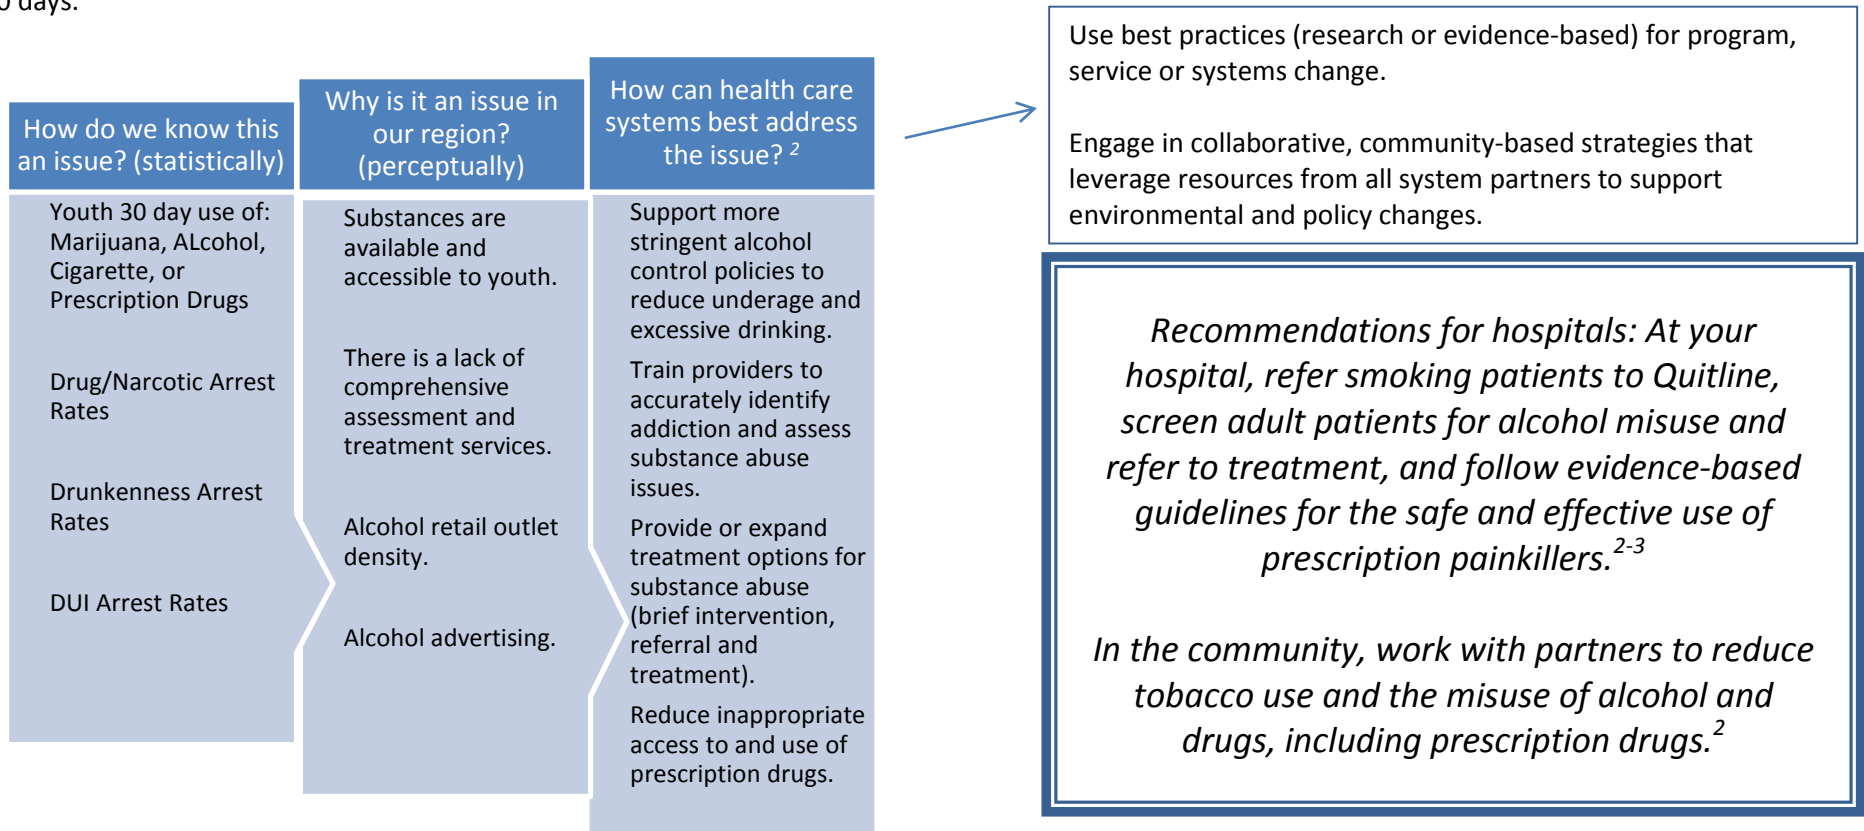 days.
How do we know this
an issue? (statistically)
Youth 30 day use of:
Marijuana, ALcohol,
Cigarette, or
Prescription Drugs
Drug/Narcotic Arrest
Rates
Drunkenness Arrest
Rates
DUI Arrest Rates
Why is it an issue in
our region?
(perceptually)
Substances are
available and
accessible to youth.
There is a lack of
comprehensive
assessment and
treatment services.
Alcohol retail outlet
density.
Alcohol advertising.
How can health care
systems best address
the issue? 2
Support more
stringent alcohol
control policies to
reduce underage and
excessive drinking.
Train providers to
accurately identify
addiction and assess
substance abuse
issues.
Provide or expand
treatment options for
substance abuse
(brief intervention,
referral and
treatment).
Reduce inappropriate
access to and use of
prescription drugs.
Use best practices (research or evidence-based) for program,
service or systems change.
Engage in collaborative, community-based strategies that
leverage resources from all system partners to support
environmental and policy changes.
Recommendations for hospitals: At your
hospital, refer smoking patients to Quitline,
screen adult patients for alcohol misuse and
refer to treatment, and follow evidence-based
guidelines for the safe and effective use of
prescription painkillers.2-3
In the community, work with partners to reduce
tobacco use and the misuse of alcohol and
drugs, including prescription drugs.2